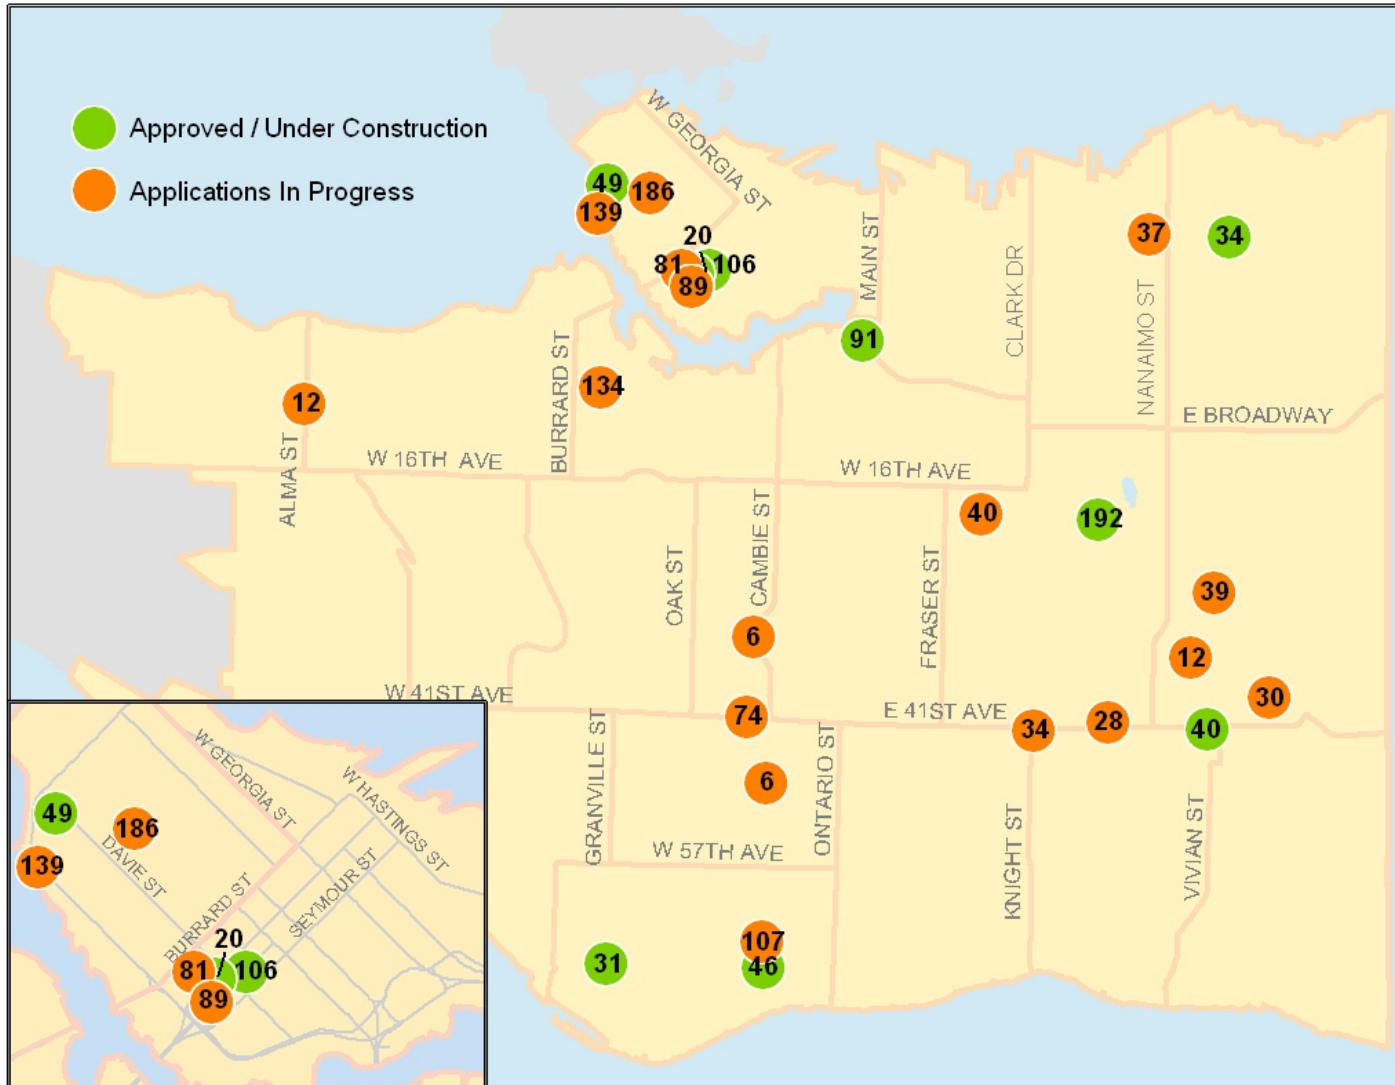 Approved / Under Construction
Applications In Progress
W GEORGIA ST
49
186
139
20
81
106
89
MAIN ST
CLARK DR
37
34
NANAIMO ST
91
BURRARD ST
134
12
ALMA ST
E BROADWAY
W 16TH AVE
W 16TH AVE
OAK ST
CAMBIE ST
FRASER ST
40
192
39
6
12
30
W 41ST AVE
74
E 41ST AVE
34
28
40
GRANVILLE ST
6
ONTARIO ST
W 57TH AVE
KNIGHT ST
VIVIAN ST
107
46
31
W GEORGIA ST
W HASTINGS ST
49
186
139
DAVIE ST
BURRARD ST
SEYMOUR ST
20
81
106
89